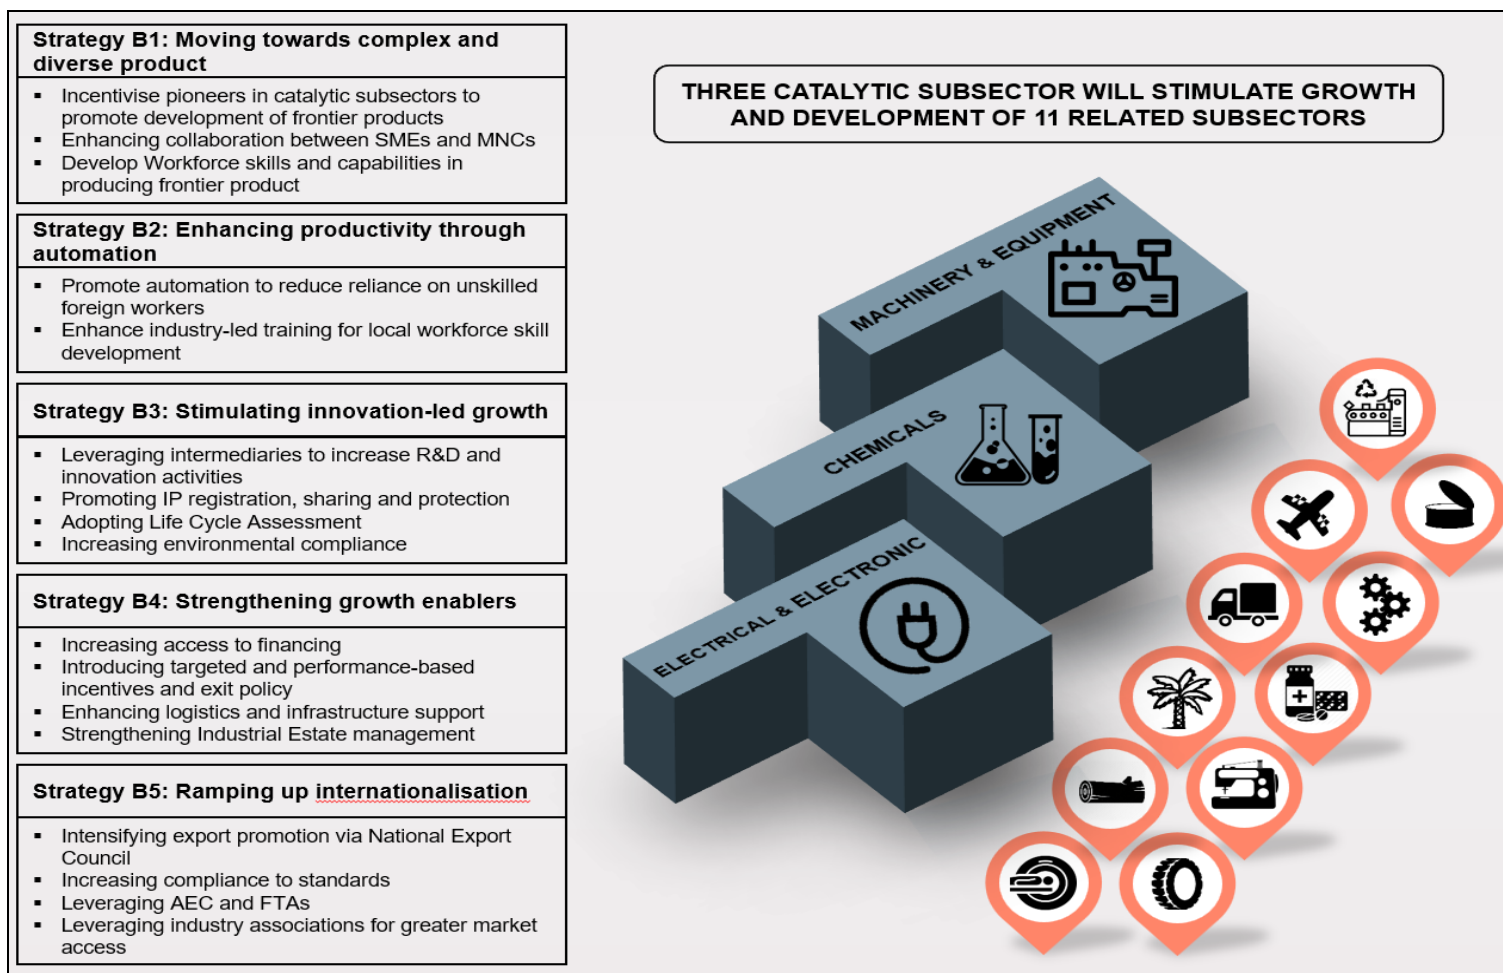 Strategy B1: Moving towards complex and
diverse product
▪ Incentivise pioneers in catalytic subsectors to
promote development of frontier products
▪ Enhancing collaboration between SMEs and MNCs
▪ Develop Workforce skills and capabilities in
producing frontier product
Strategy B2: Enhancing productivity through
automation
▪ Promote automation to reduce reliance on unskilled
foreign workers
▪ Enhance industry-led training for local workforce skill
development
Strategy B3: Stimulating innovation-led growth
▪ Leveraging intermediaries to increase R&D and
innovation activities
▪ Promoting IP registration, sharing and protection
▪ Adopting Life Cycle Assessment
▪ Increasing environmental compliance
Strategy B4: Strengthening growth enablers
▪ Increasing access to financing
▪ Introducing targeted and performance-based
incentives and exit policy
▪ Enhancing logistics and infrastructure support
▪ Strengthening Industrial Estate management
Strategy B5: Ramping up internationalisation
▪ Intensifying export promotion via National Export
Council
▪ Increasing compliance to standards
▪ Leveraging AEC and FTAs
▪ Leveraging industry associations for greater market
access
THREE CATALYTIC SUBSECTOR WILL STIMULATE GROWTH
AND DEVELOPMENT OF 11 RELATED SUBSECTORS
MACHINERY & EQUIPMENT
CHEMICALS
ELECTRICAL & ELECTRONIC